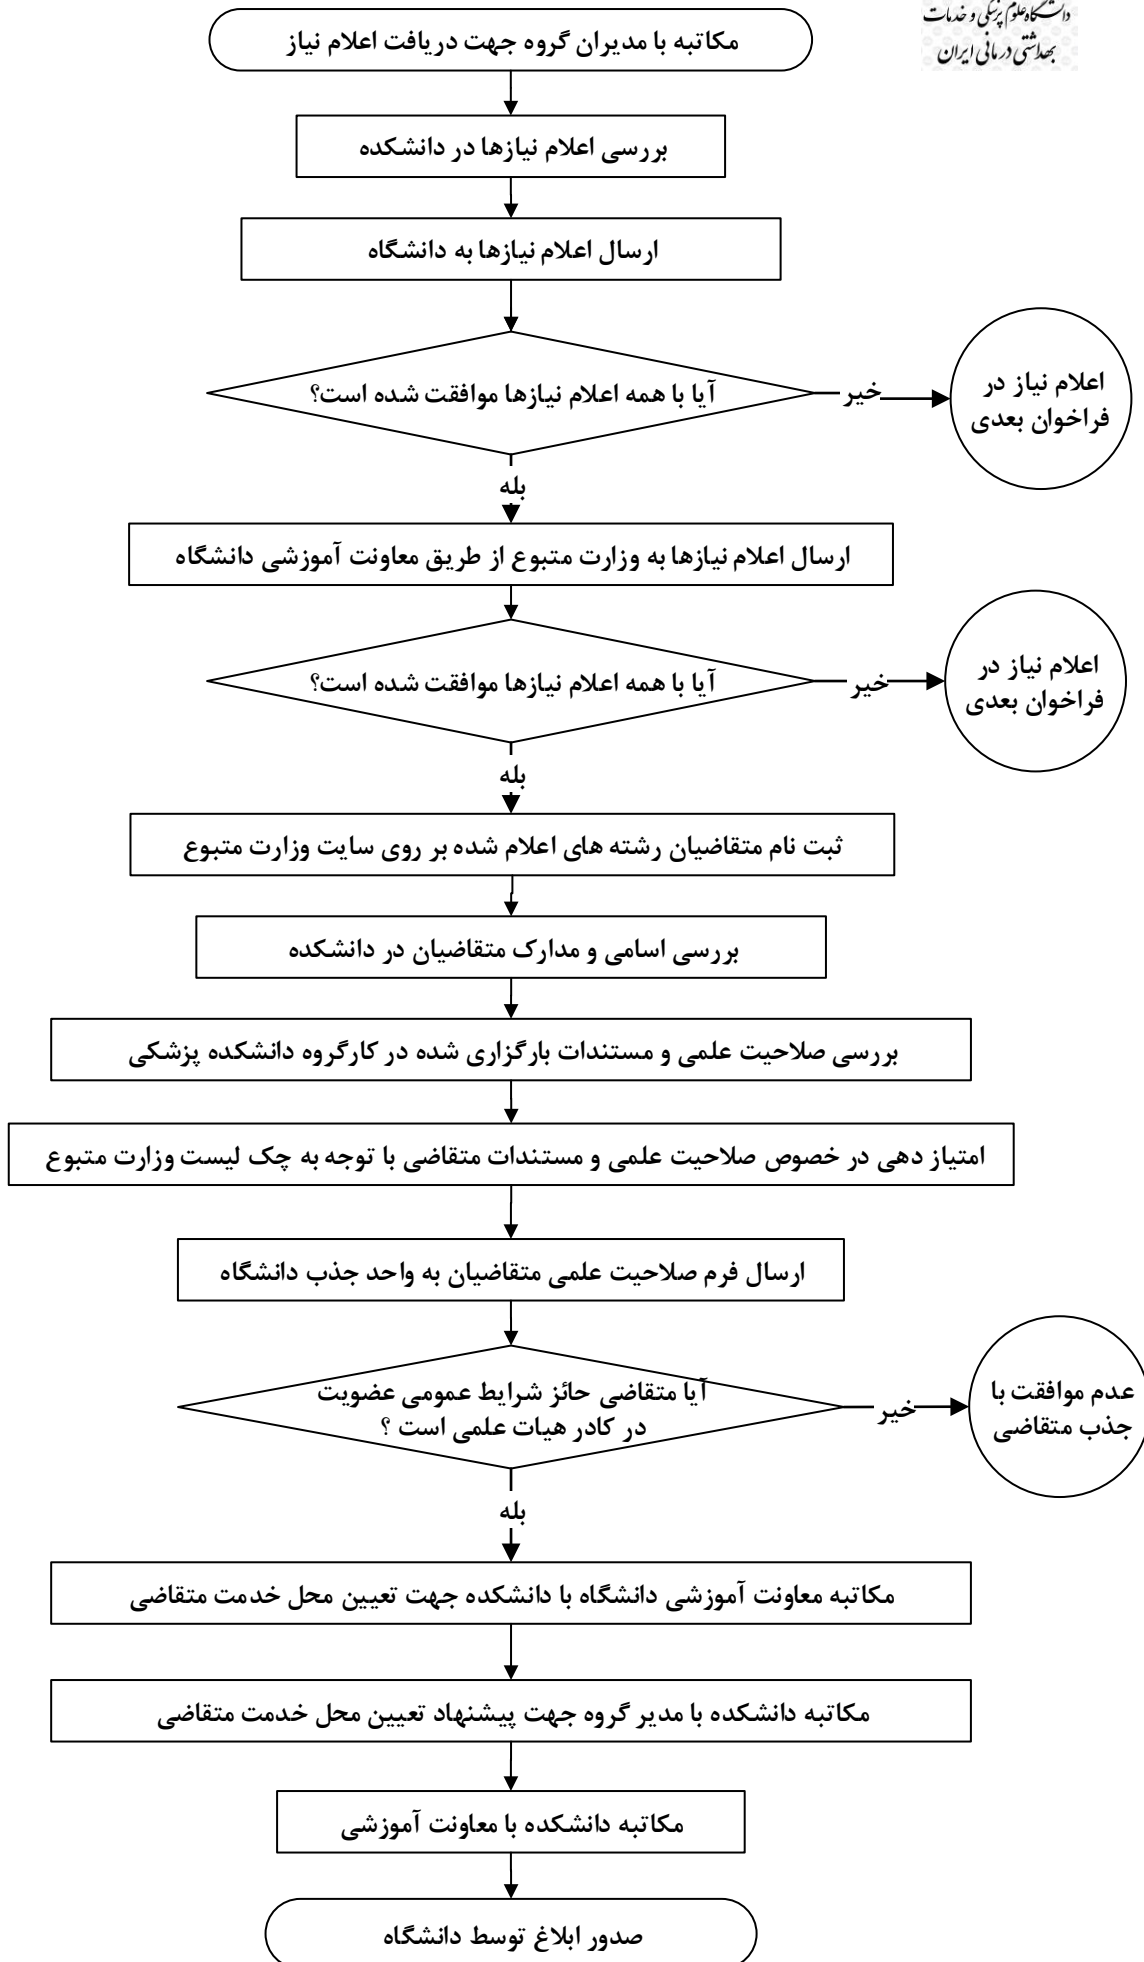 دانشگاه علوم پزشکی و خدمات
بهداشتی درمانی ایران
مکاتبه با مدیران گروه جهت دریافت اعلام نیاز
بررسی اعلام نیازها در دانشکده
ارسال اعلام نیازها به دانشگاه
آیا با همه اعلام نیازها موافقت شده است؟
خیر
اعلام نیاز در
فراخوان بعدی
بله
ارسال اعلام نیازها به وزارت متبوع از طریق معاونت آموزشی دانشگاه
آیا با همه اعلام نیازها موافقت شده است؟
خیر
اعلام نیاز در
فراخوان بعدی
بله
ثبت نام متقاضیان رشته های اعلام شده بر روی سایت وزارت متبوع
بررسی اسامی و مدارک متقاضیان در دانشکده
بررسی صلاحیت علمی و مستندات بارگزاری شده در کارگروه دانشکده پزشکی
امتیاز دهی در خصوص صلاحیت علمی و مستندات متقاضی با توجه به چک لیست وزارت متبوع
ارسال فرم صلاحیت علمی متقاضیان به واحد جذب دانشگاه
آیا متقاضی حائز شرایط عمومی عضویت
در کادر هیات علمی است ؟
خیر
عدم موافقت با
جذب متقاضی
بله
مکاتبه معاونت آموزشی دانشگاه با دانشکده جهت تعیین محل خدمت متقاضی
مکاتبه دانشکده با مدیر گروه جهت پیشنهاد تعیین محل خدمت متقاضی
مکاتبه دانشکده با معاونت آموزشی
صدور ابلاغ توسط دانشگاه